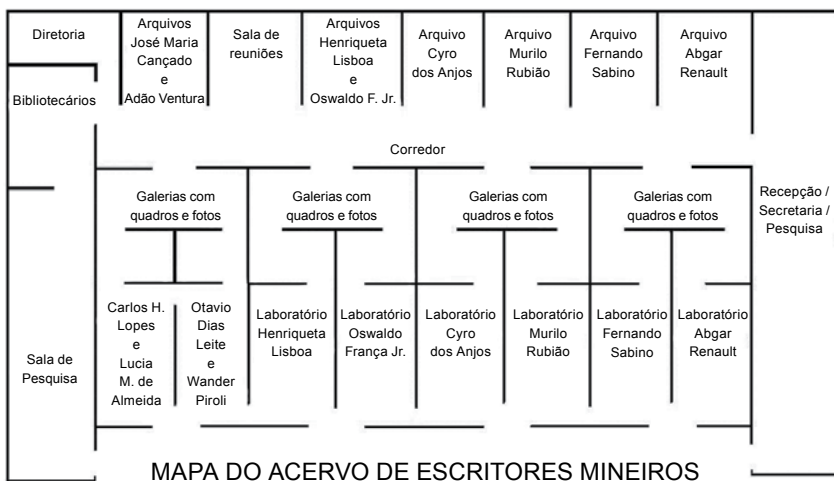 Diretoria
Arquivos
José Maria
Cançado
e
Adão Ventura
Sala de
reuniões
Arquivos
Henriqueta
Lisboa
e
Oswaldo F. Jr.
Arquivo
Cyro
dos Anjos
Arquivo
Murilo
Rubião
Arquivo
Fernando
Sabino
Arquivo
Abgar
Renault
Bibliotecários
Corredor
Galerias com
quadros e fotos
Galerias com
quadros e fotos
Galerias com
quadros e fotos
Galerias com
quadros e fotos
Recepção /
Secretaria /
Pesquisa
Sala de
Pesquisa
Carlos H.
Lopes
e
Lucia
M. de
Almeida
Otavio
Dias
Leite
e
Wander
Piroli
Laboratório
Henriqueta
Lisboa
Laboratório
Oswaldo
França Jr.
Laboratório
Cyro
dos Anjos
Laboratório
Murilo
Rubião
Laboratório
Fernando
Sabino
Laboratório
Abgar
Renault
MAPA DO ACERVO DE ESCRITORES MINEIROS